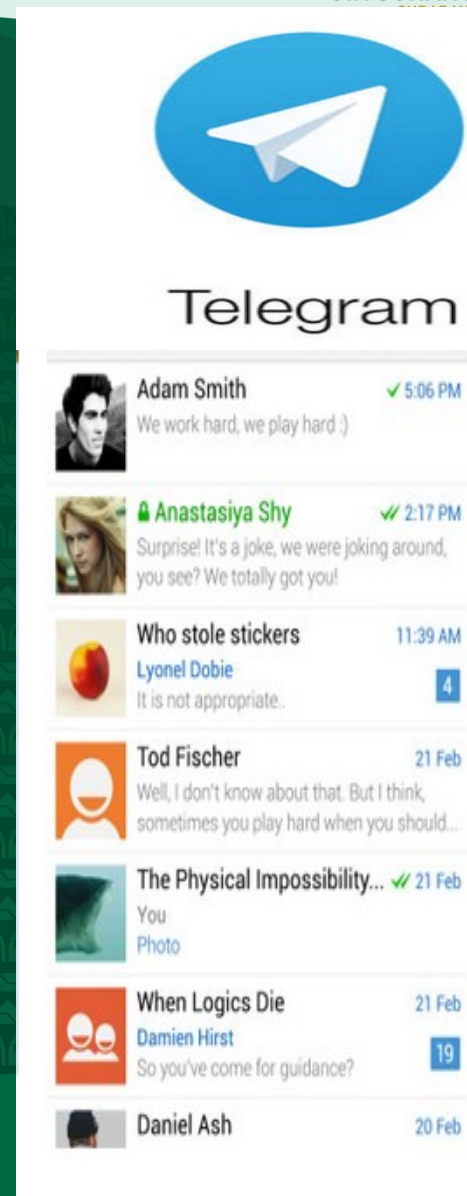 Telegram
Adam Smith
5:06 PM
We work hard, we play hard :)
Anastasiya Shy
2:17 PM
Surprise! It's a joke, we were joking around,
you see? We totally got you!
Who stole stickers
11:39 AM
Lyonel Dobie
4
It is not appropriate..
Tod Fischer
21 Feb
Well, I don't know about that. But I think,
sometimes you play hard when you should...
The Physical Impossibility...
21 Feb
You
Photo
When Logics Die
21 Feb
Damien Hirst
19
So you've come for guidance?
Daniel Ash
20 Feb